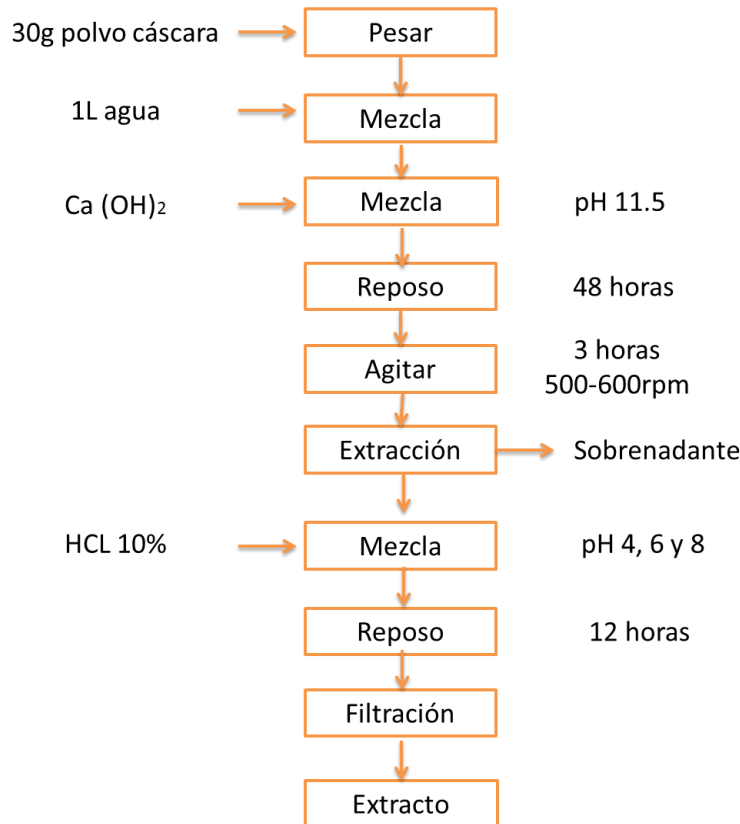 30g polvo cáscara
Pesar
1L agua
Mezcla
Ca (OH)2
Mezcla
pH 11.5
Reposo
48 horas
Agitar
3 horas
500-600rpm
Extracción
Sobrenadante
HCL 10%
Mezcla
pH 4, 6 y 8
Reposo
12 horas
Filtración
Extracto